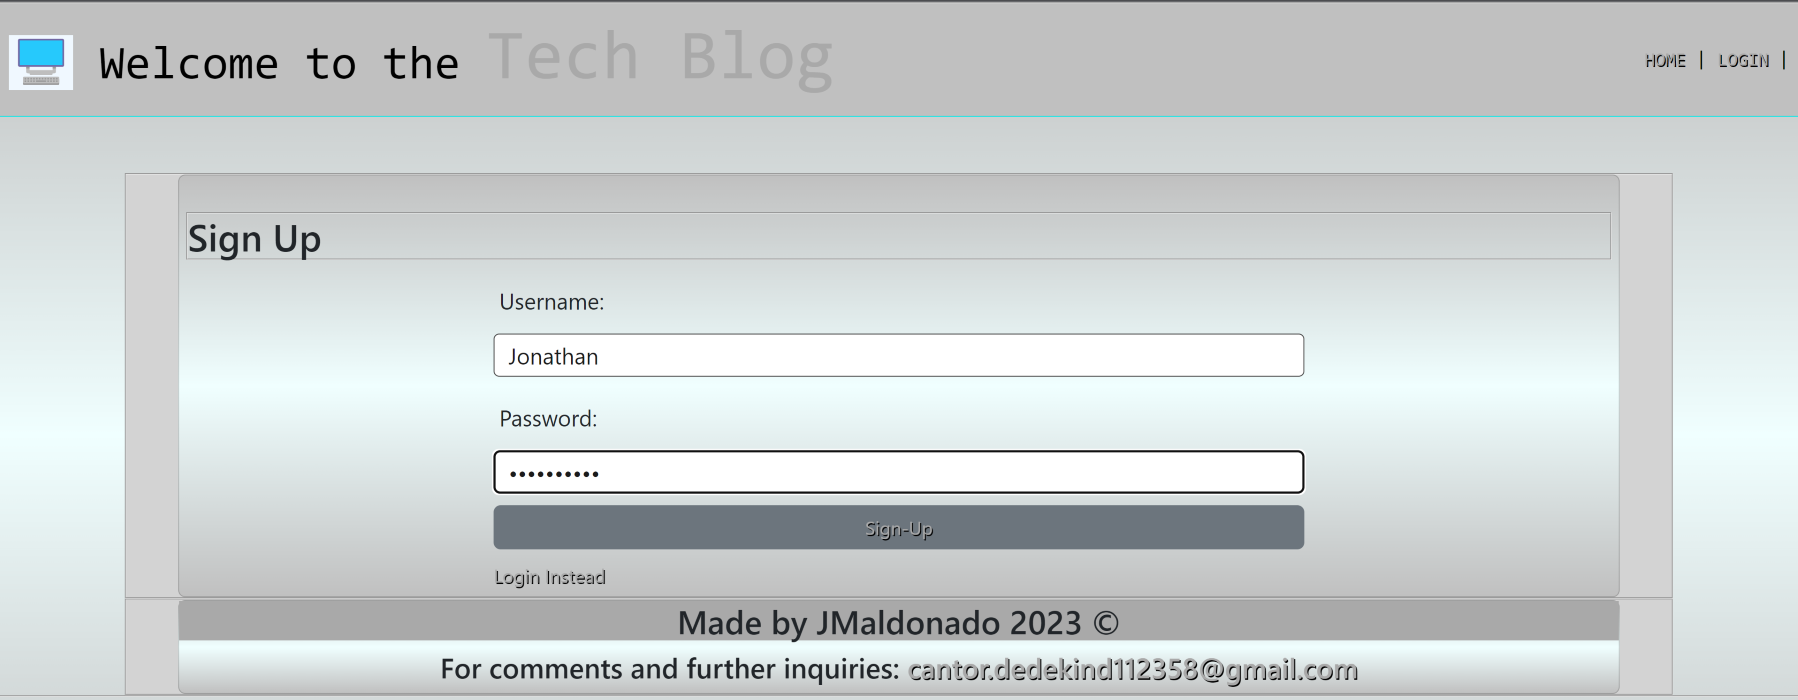 Welcome to the Tech Blog
HOME | LOGIN |
Sign Up
Username:
Jonathan
Password:
••••••••••
Sign-Up
Login Instead
Made by JMaldonado 2023 ©
For comments and further inquiries: cantor.dedekind112358@gmail.com